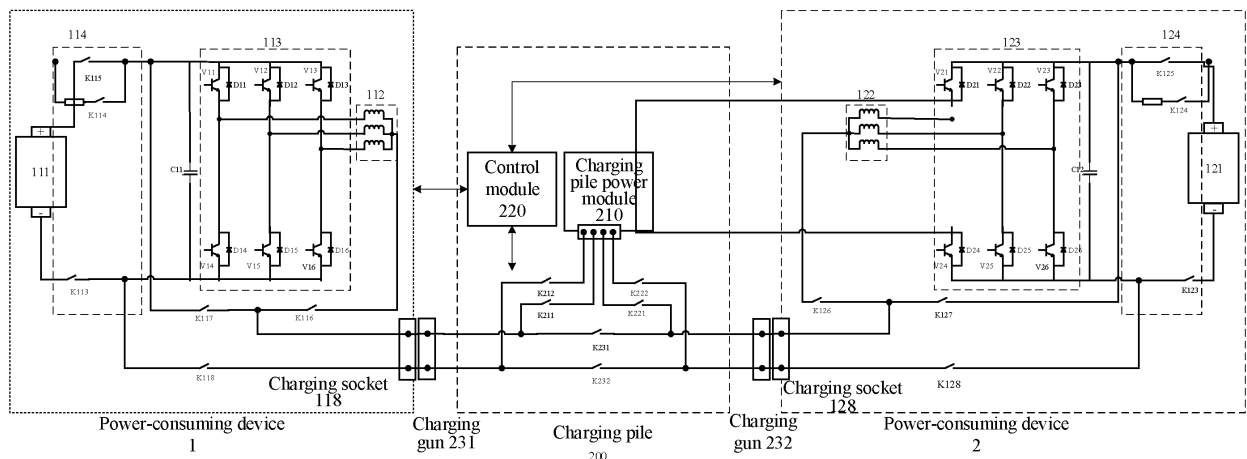 114
113
112
K115
K114
V11
D11
V12
D12
V13
D13
+
111
-
C11
V14
D14
V15
D15
V16
D16
K113
K117
K116
K118
Charging socket
118
Power-consuming device
1
Control
module
220
Charging
pile power
module
210
K212
K211
K222
K221
K231
K232
Charging
gun 231
Charging pile
200
Charging
gun 232
122
123
124
V21
D21
V22
D22
V23
D23
K125
K124
+
121
-
V24
D24
V25
D25
V26
D26
K123
K126
K127
K128
Charging socket
128
Power-consuming device
2